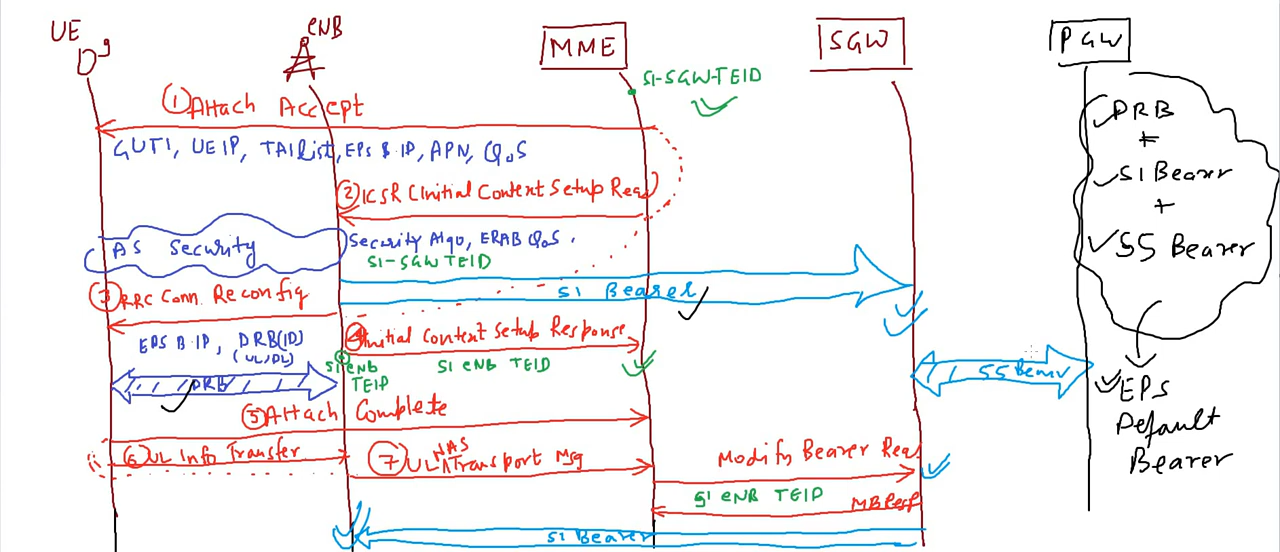 UE
eNB
MME
SGW
PGW
S1-SGW-TEID
① Attach Accept
GUTI, UE IP, TAI list, EPS B IP, APN, QoS
② ICSR (Initial Context Setup Req)
AS Security
Security Algo, ERAB QoS.
S1-SGW TEID
S1 Bearer
③ RRC Conn. Reconfig
EPS B IP, DRB(ID)
(UL/DL)
④ Initial Context Setup Response
S1 eNB
TEIP
S1 eNB TEID
DRB
⑤ Attach Complete
⑥ UL Info Transfer
⑦ UL NAS Transport Msg
Modify Bearer Req
S1 eNB TEIP
MB Resp
S1 Bearer
S5 Bearer
DRB
+
S1 Bearer
+
S5 Bearer
EPS
Default
Bearer